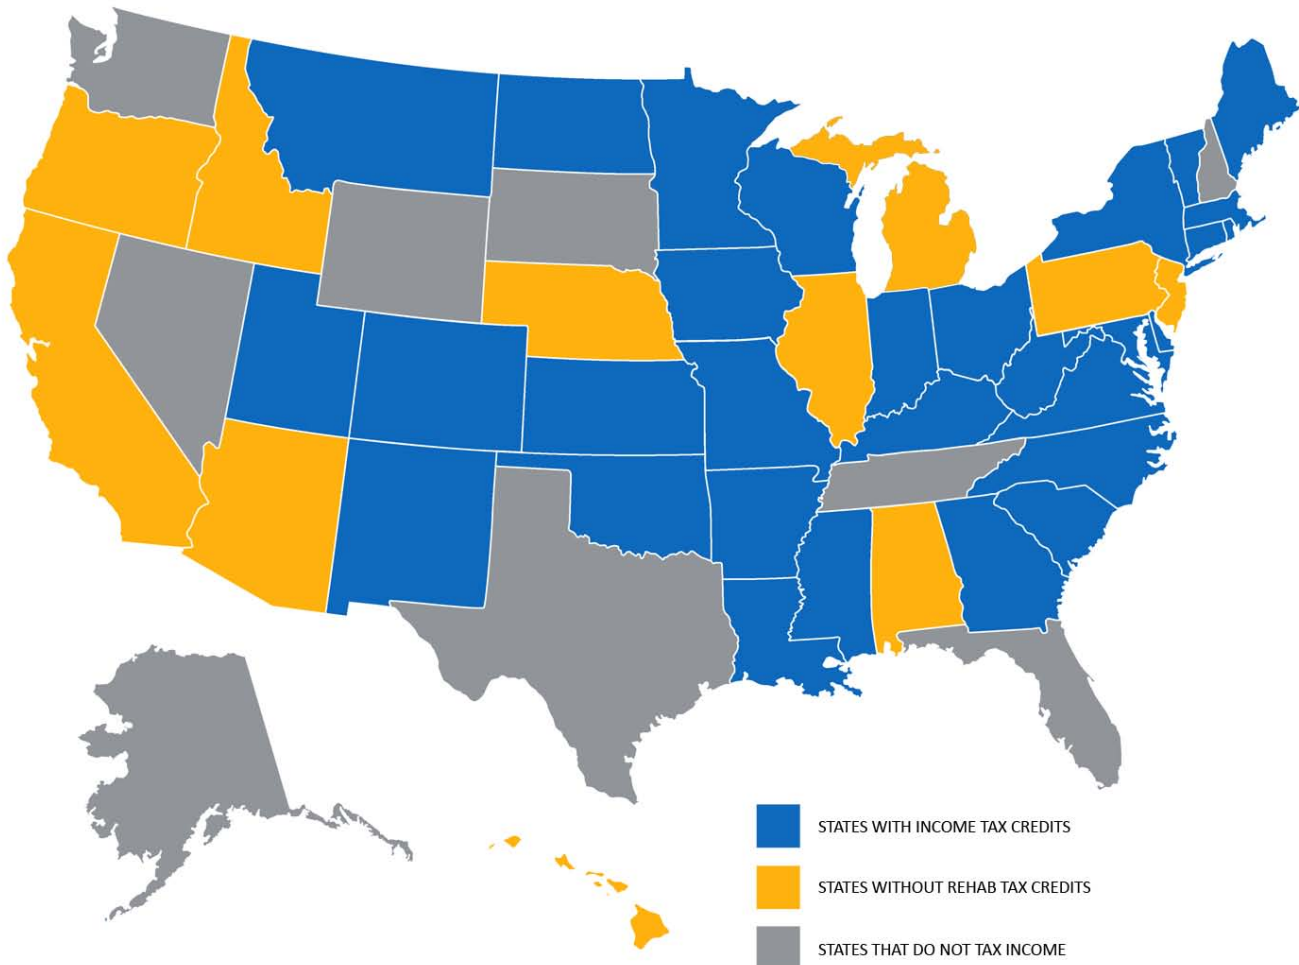 STATES WITH INCOME TAX CREDITS
STATES WITHOUT REHAB TAX CREDITS
STATES THAT DO NOT TAX INCOME